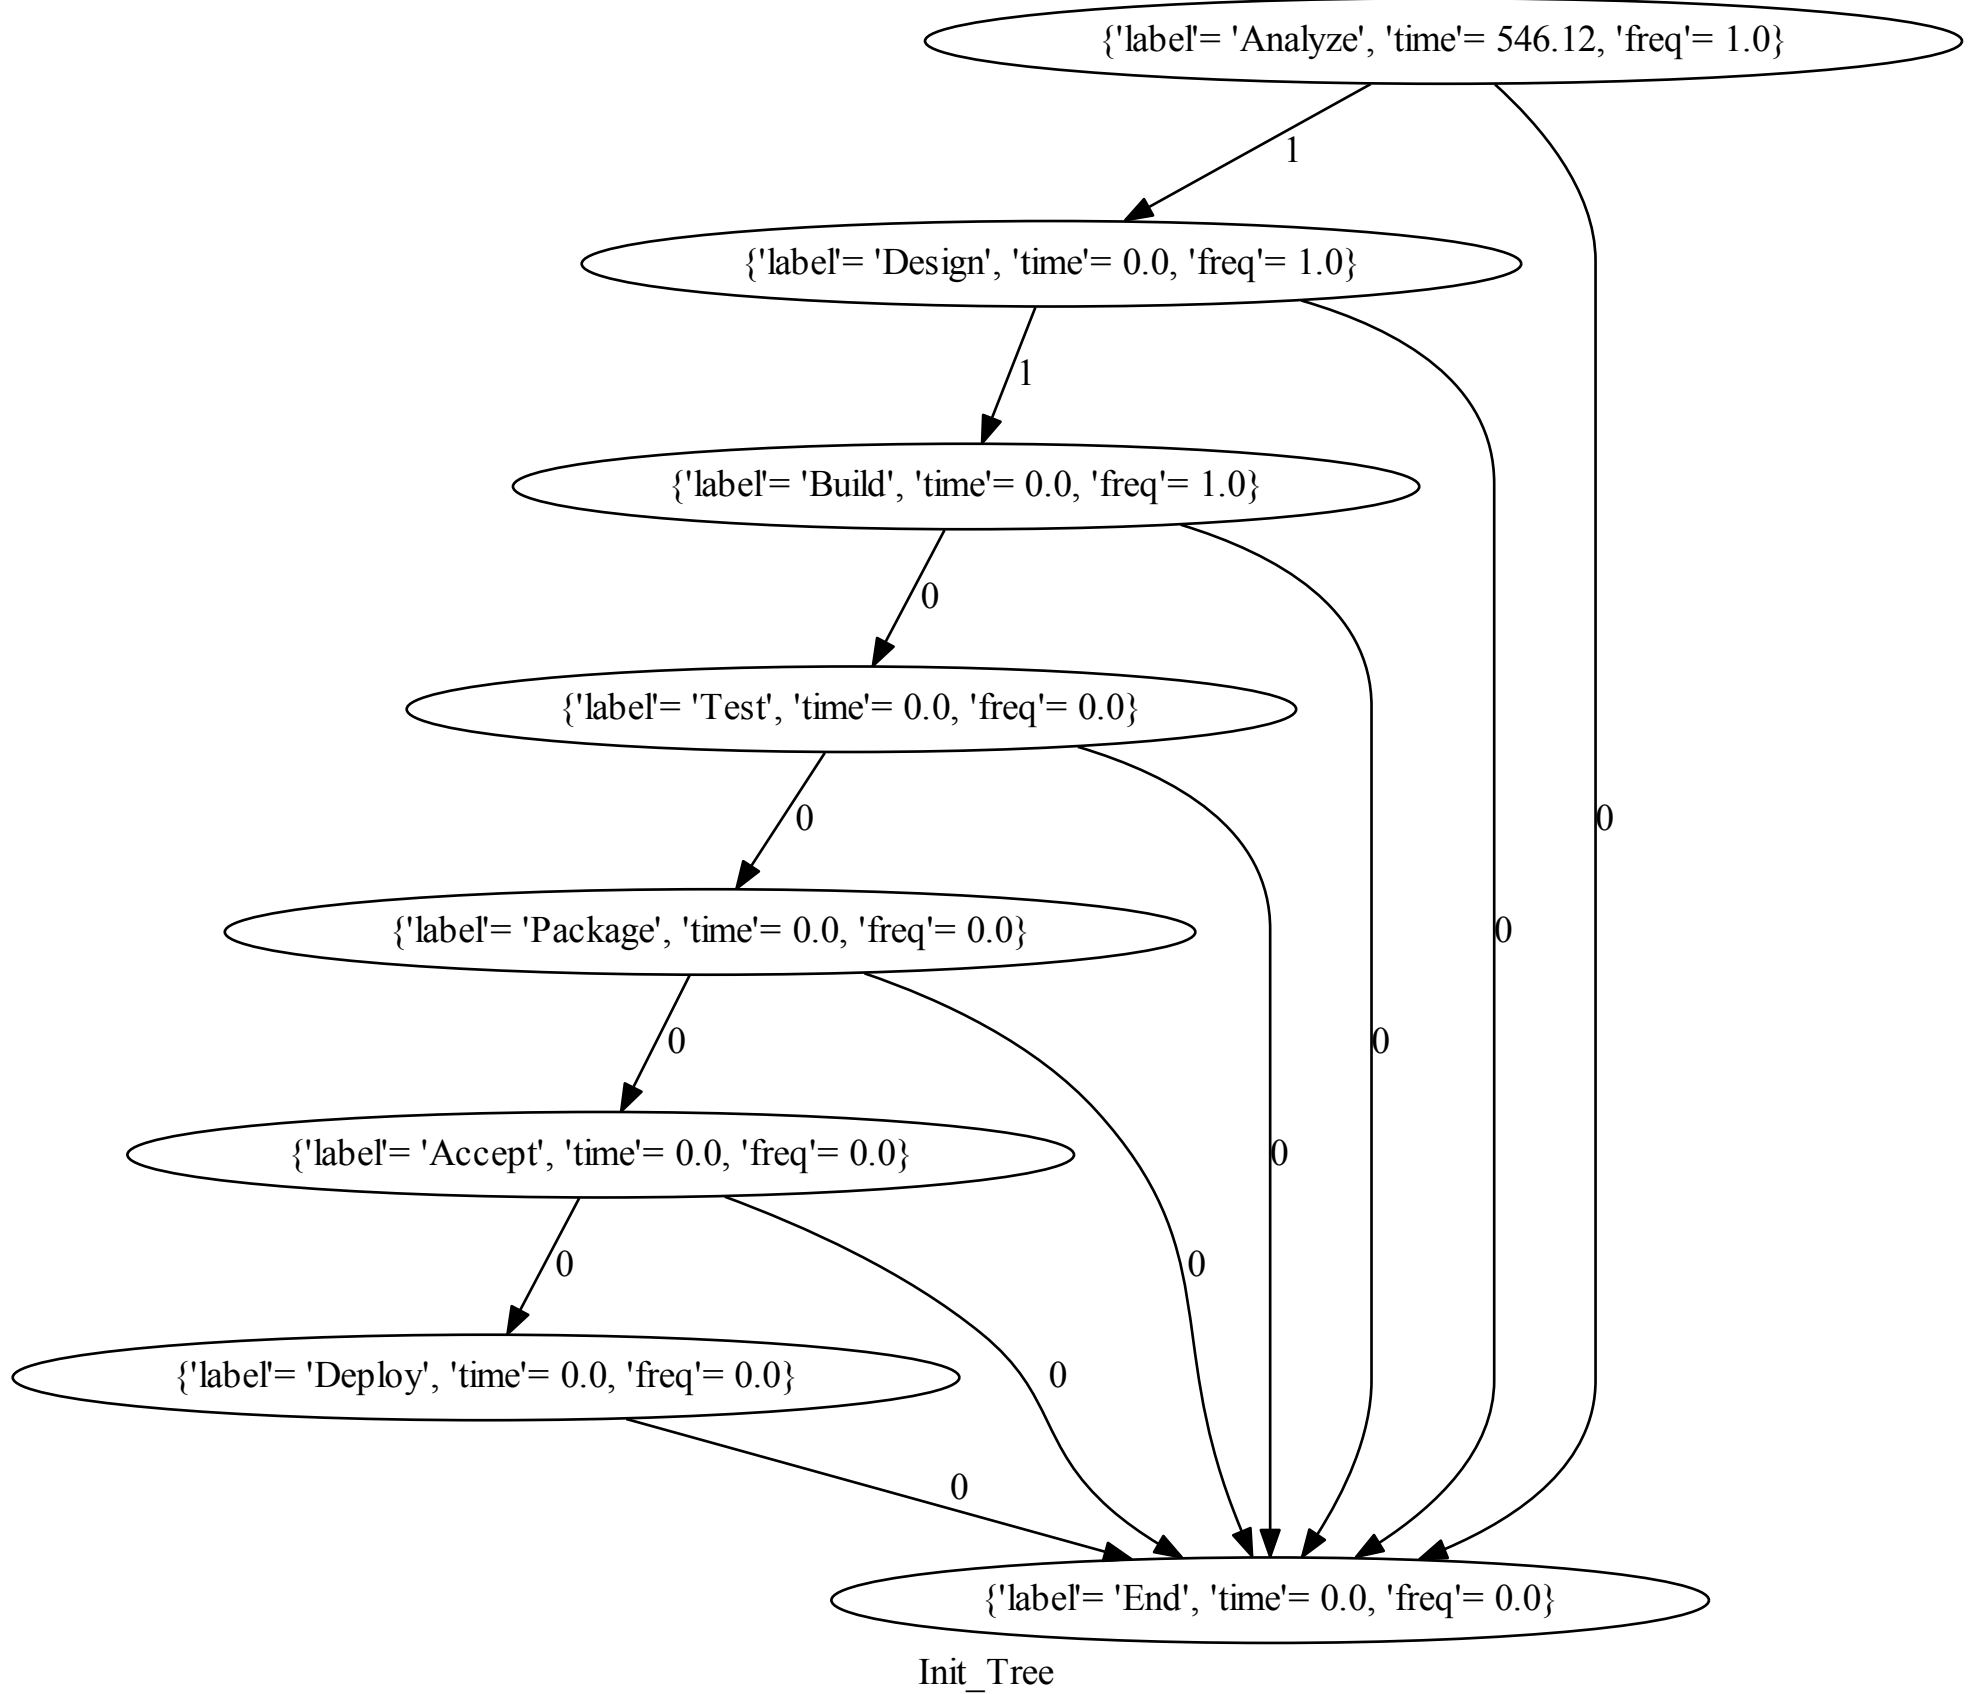 {'label'= 'Analyze', 'time'= 546.12, 'freq'= 1.0}
1
{'label'= 'Design', 'time'= 0.0, 'freq'= 1.0}
1
{'label'= 'Build', 'time'= 0.0, 'freq'= 1.0}
0
{'label'= 'Test', 'time'= 0.0, 'freq'= 0.0}
0
0
{'label'= 'Package', 'time'= 0.0, 'freq'= 0.0}
0
0
0
{'label'= 'Accept', 'time'= 0.0, 'freq'= 0.0}
0
0
0
{'label'= 'Deploy', 'time'= 0.0, 'freq'= 0.0}
0
0
{'label'= 'End', 'time'= 0.0, 'freq'= 0.0}
Init_Tree